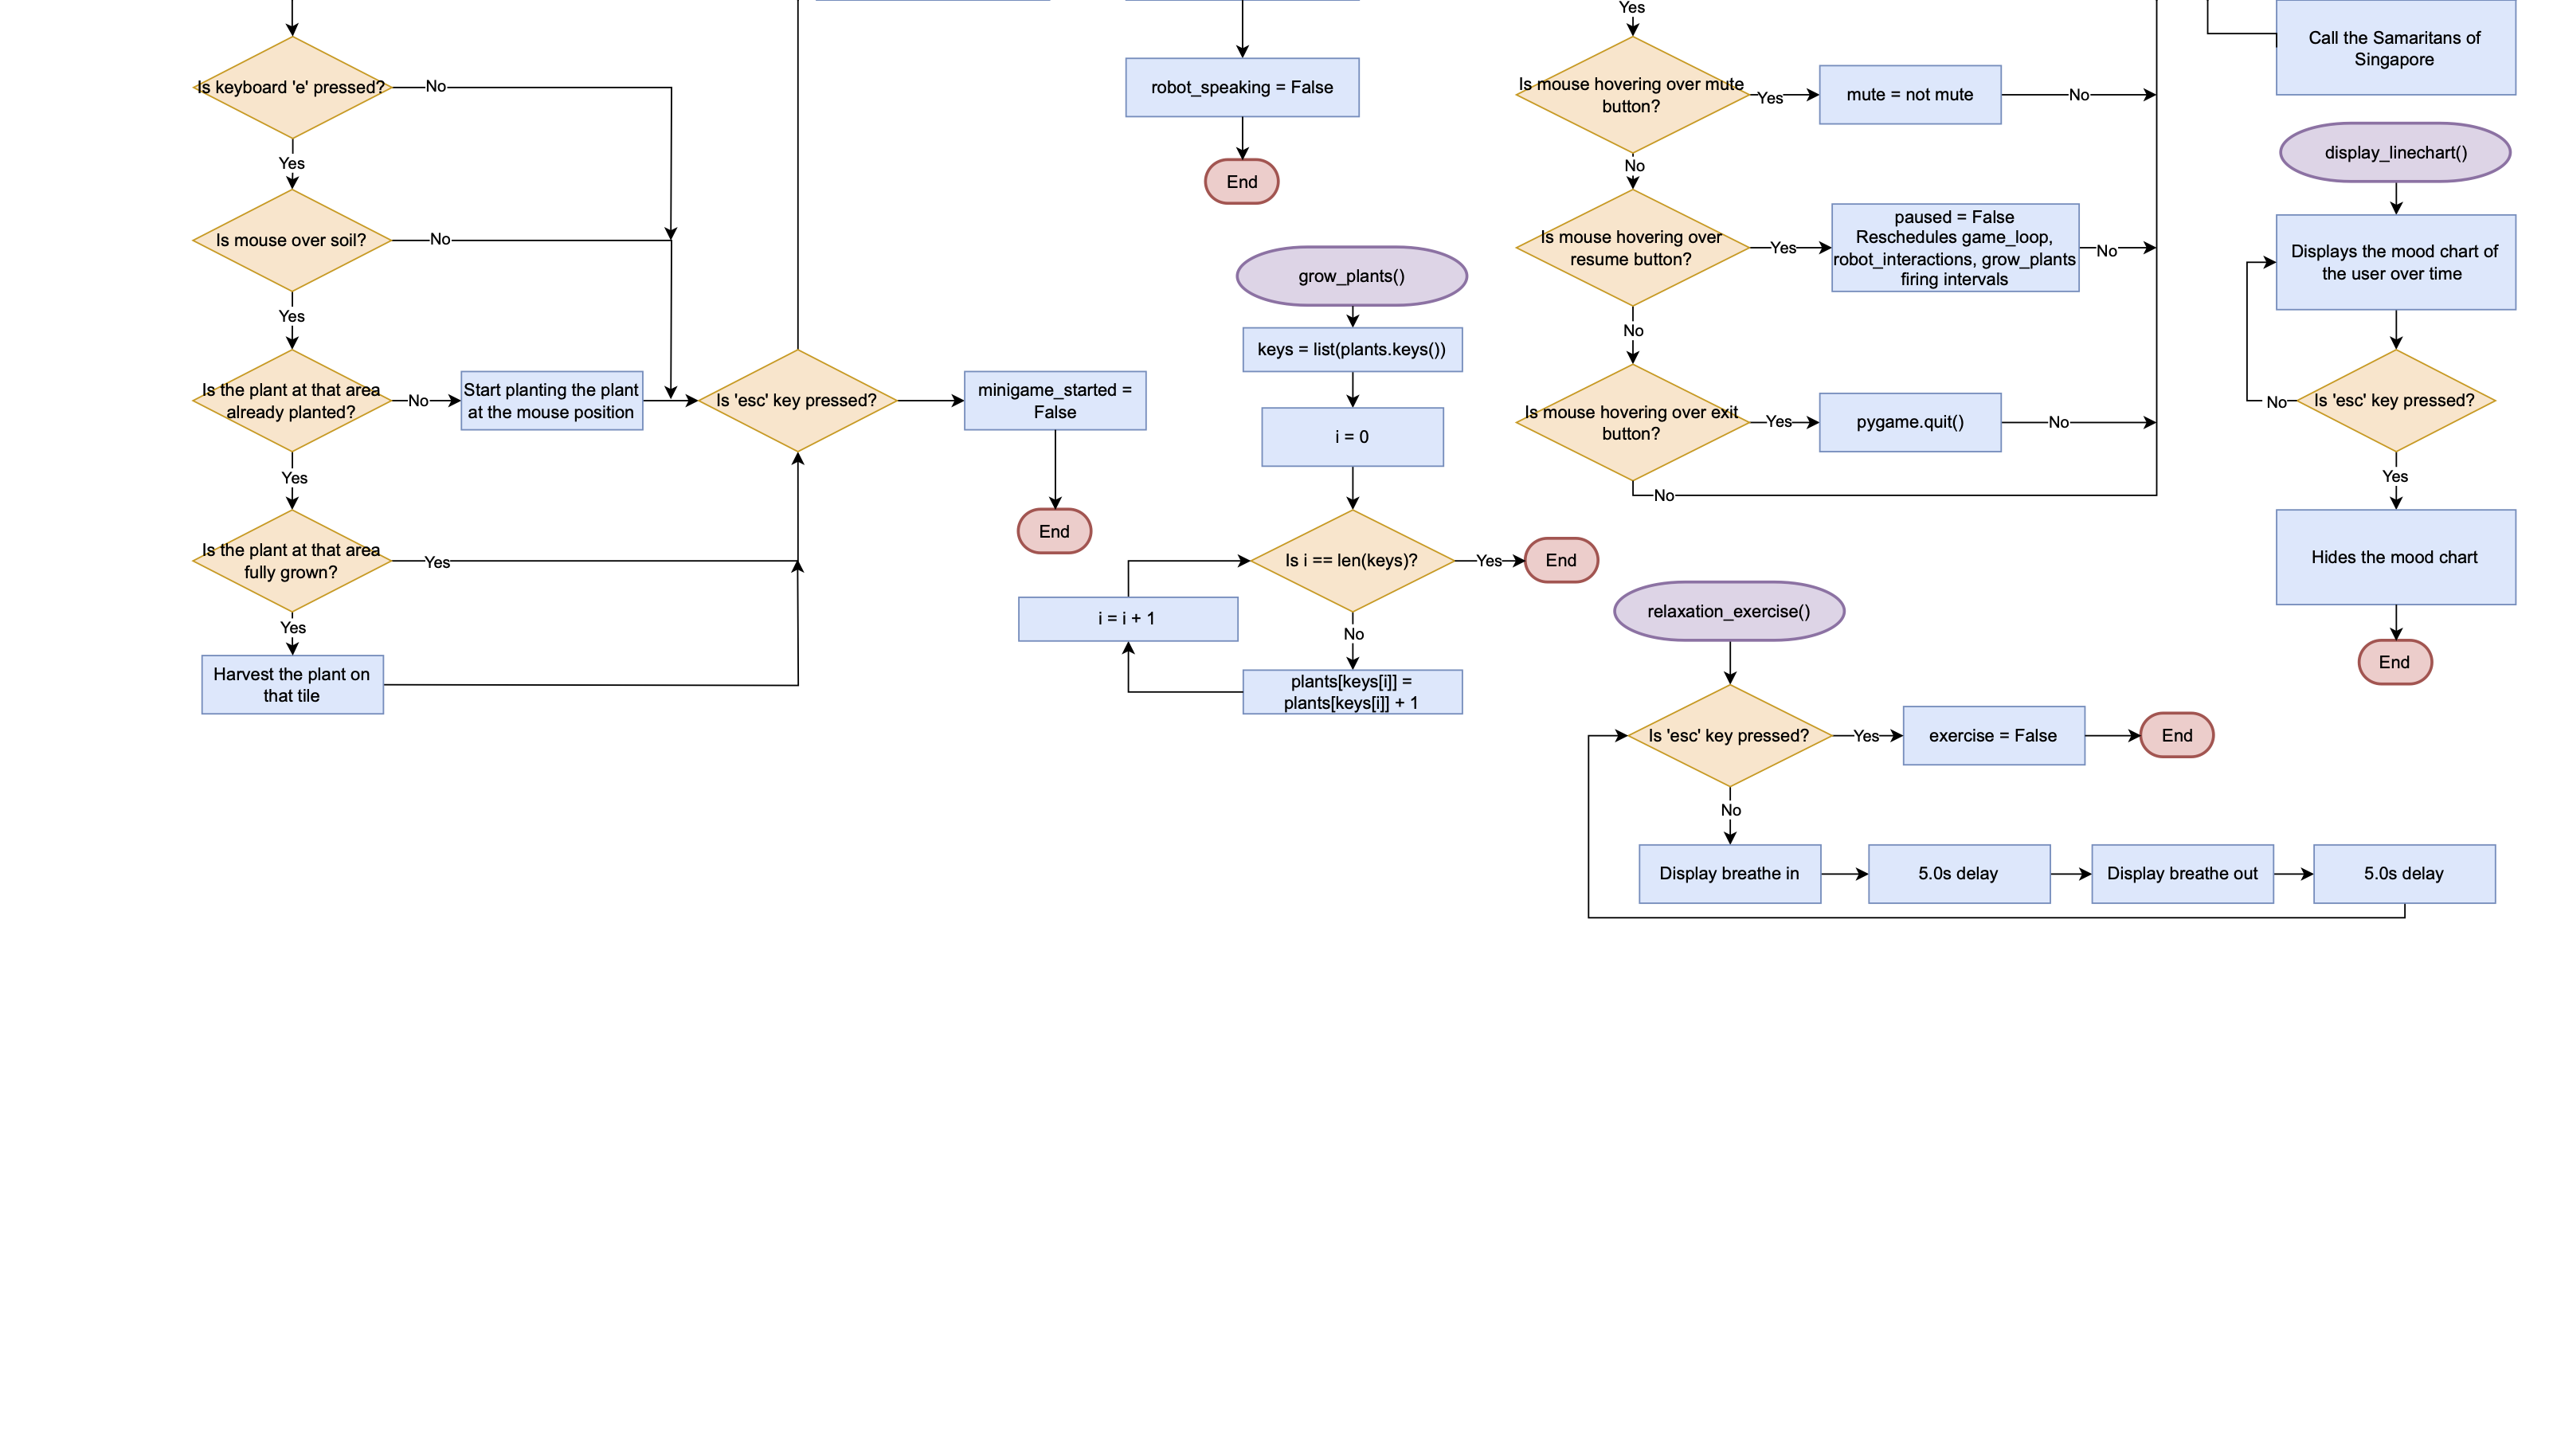 Is keyboard 'e' pressed?
No
Yes
Is mouse over soil?
No
Yes
Is the plant at that area
already planted?
No
Start planting the plant
at the mouse position
Yes
Is the plant at that area
fully grown?
Yes
Yes
Harvest the plant on
that tile
Is 'esc' key pressed?
minigame_started =
False
End
robot_speaking = False
End
grow_plants()
keys = list(plants.keys())
i = 0
Is i == len(keys)?
Yes
End
No
plants[keys[i]] =
plants[keys[i]] + 1
i = i + 1
Yes
Is mouse hovering over mute
button?
Yes
mute = not mute
No
No
Is mouse hovering over
resume button?
Yes
paused = False
Reschedules game_loop,
robot_interactions, grow_plants
firing intervals
No
No
Is mouse hovering over exit
button?
Yes
pygame.quit()
No
No
relaxation_exercise()
Is 'esc' key pressed?
Yes
exercise = False
End
No
Display breathe in
5.0s delay
Display breathe out
5.0s delay
Call the Samaritans of
Singapore
display_linechart()
Displays the mood chart of
the user over time
Is 'esc' key pressed?
No
Yes
Hides the mood chart
End